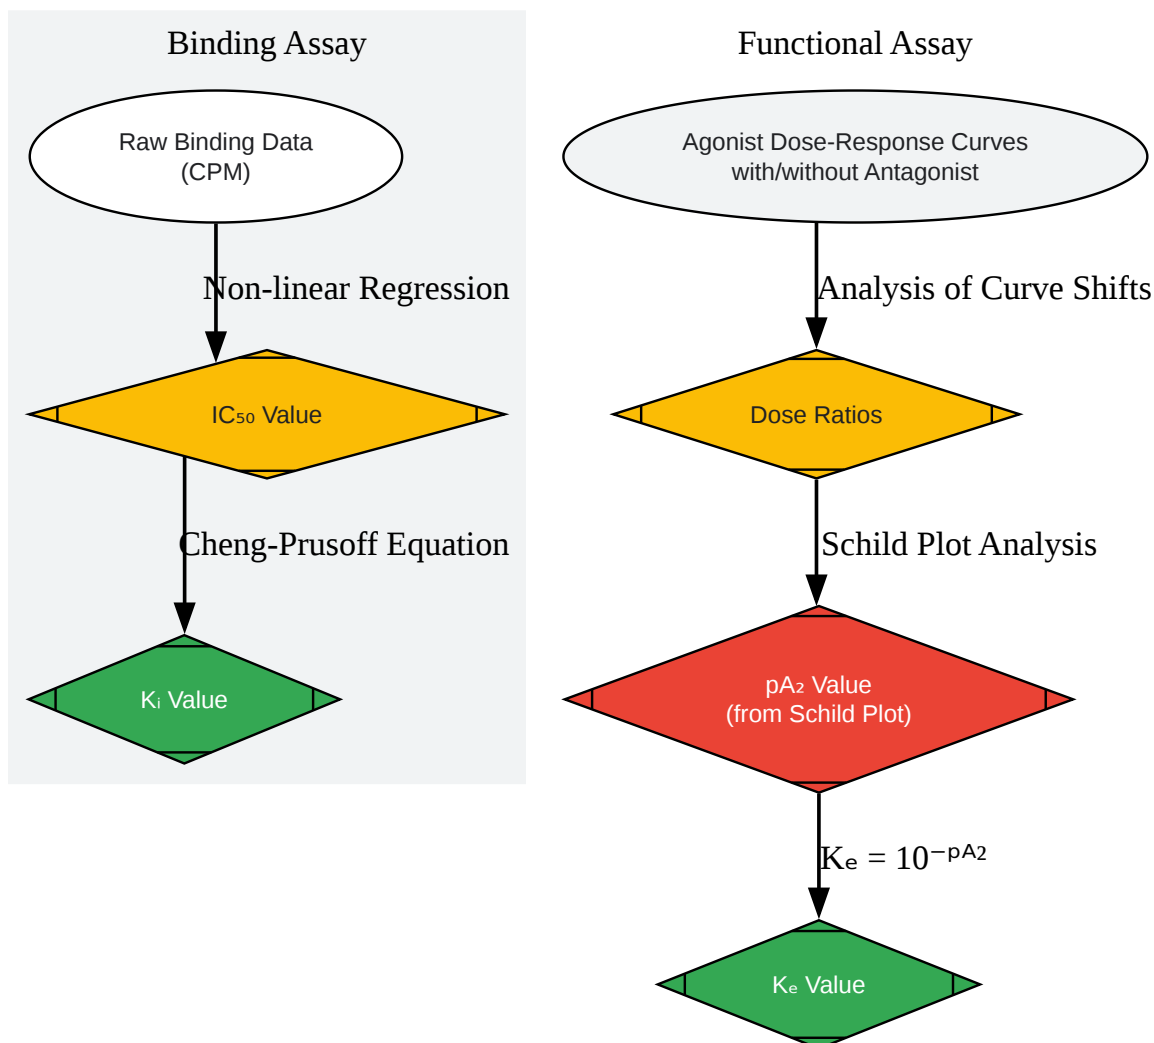 Binding Assay
Raw Binding Data
(CPM)
Non-linear Regression
IC₅₀ Value
Cheng-Prusoff Equation
Kᵢ Value
Functional Assay
Agonist Dose-Response Curves
with/without Antagonist
Analysis of Curve Shifts
Dose Ratios
Schild Plot Analysis
pA₂ Value
(from Schild Plot)
Kₑ = 10⁻ᵖᴬ²
Kₑ Value